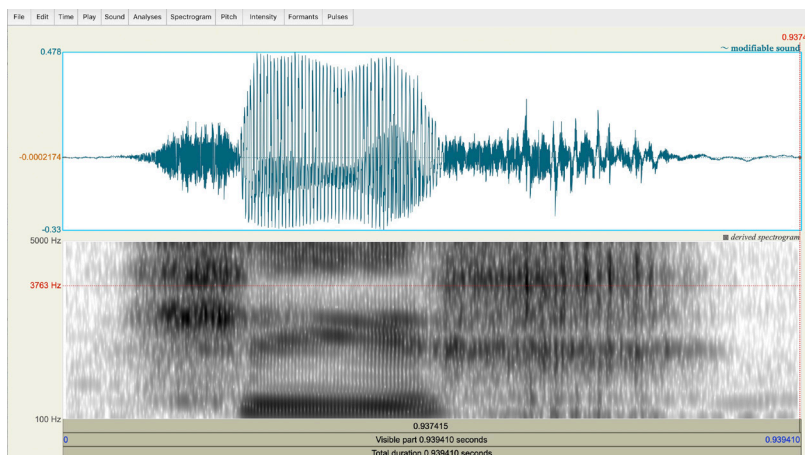 File Edit Time Play Sound Analyses Spectrogram Pitch Intensity Formants Pulses
0.9374
0.478
~ modifiable sound
-0.0002174
-0.33
5000 Hz
derived spectrogram
3763 Hz
100 Hz
0.937415
0 Visible part 0.939410 seconds 0.939410
Total duration 0.939410 seconds